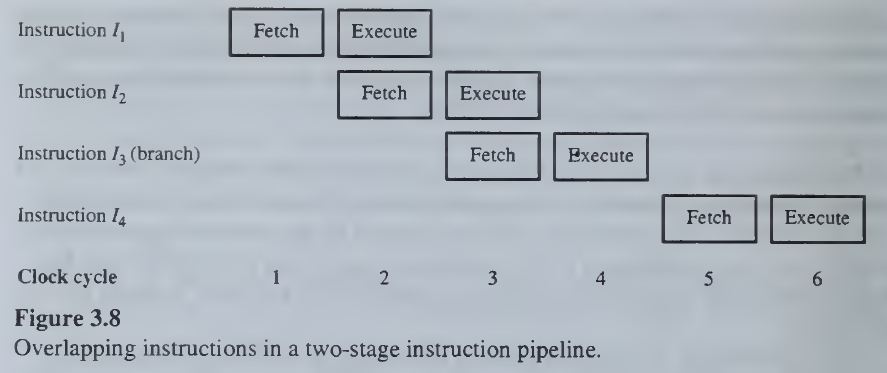 Instruction I1 Fetch Execute
Instruction I2 Fetch Execute
Instruction I3 (branch) Fetch Execute
Instruction I4 Fetch Execute
Clock cycle 1 2 3 4 5 6
Figure 3.8
Overlapping instructions in a two-stage instruction pipeline.